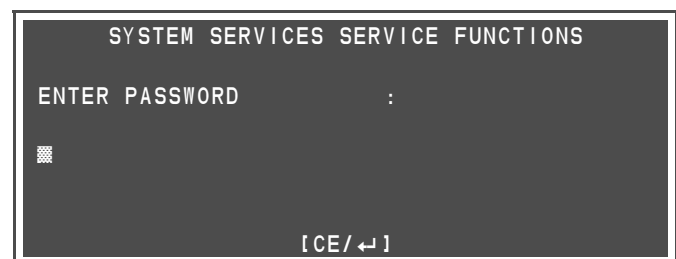 SYSTEM SERVICES SERVICE FUNCTIONS
ENTER PASSWORD :
[CE/↵]